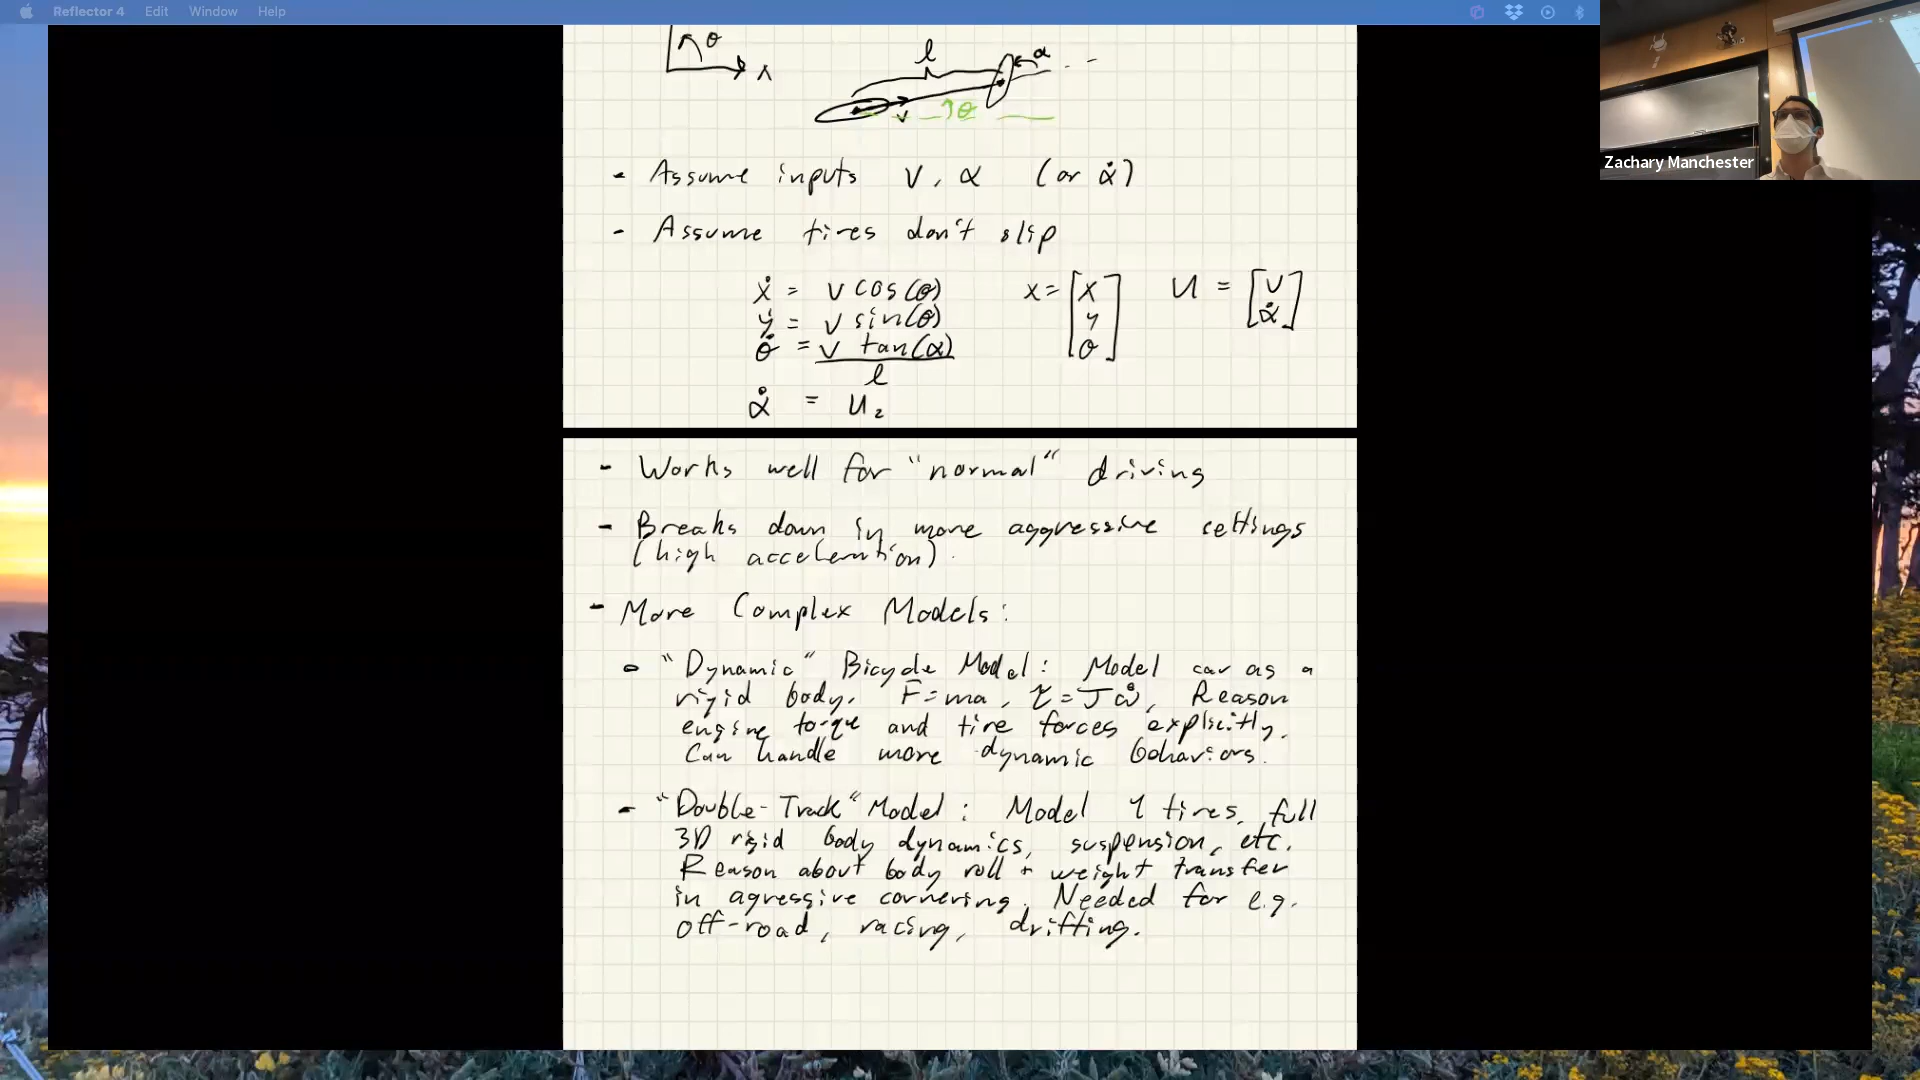 Reflector 4 Edit Window Help
Zachary Manchester
θ
x
l
α
v
θ
- Assume inputs v, α (or α̇)
- Assume tires don't slip
ẋ = v cos(θ)
ẏ = v sin(θ)
θ̇ = v tan(α) / l
α̇ = u₂
x = [x y θ]
u = [v α̇]
- Works well for "normal" driving
- Breaks down in more aggressive settings
(high acceleration).
- More Complex Models:
- "Dynamic" Bicycle Model: Model car as a
rigid body. F=ma, τ=Jω̇, Reason
engine torque and tire forces explicitly.
Can handle more dynamic behaviors.
- "Double-Track" Model: Model 4 tires, full
3D rigid body dynamics, suspension, etc.
Reason about body roll + weight transfer
in agressive cornering. Needed for e.g.
off-road, racing, drifting.